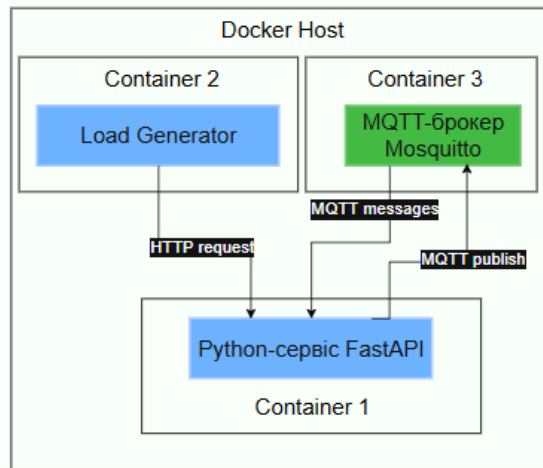 Docker Host
Container 2
Container 3
Load Generator
MQTT-брокер
Mosquitto
MQTT messages
HTTP request
MQTT publish
Python-сервіс FastAPI
Container 1